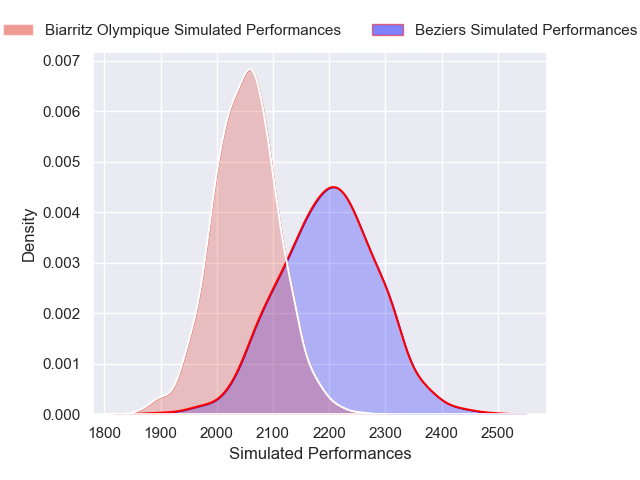 Biarritz Olympique Simulated Performances Beziers Simulated Performances
0.007
0.006
0.005
0.004
0.003
0.002
0.001
0.000
Density
1800 1900 2000 2100 2200 2300 2400 2500
Simulated Performances